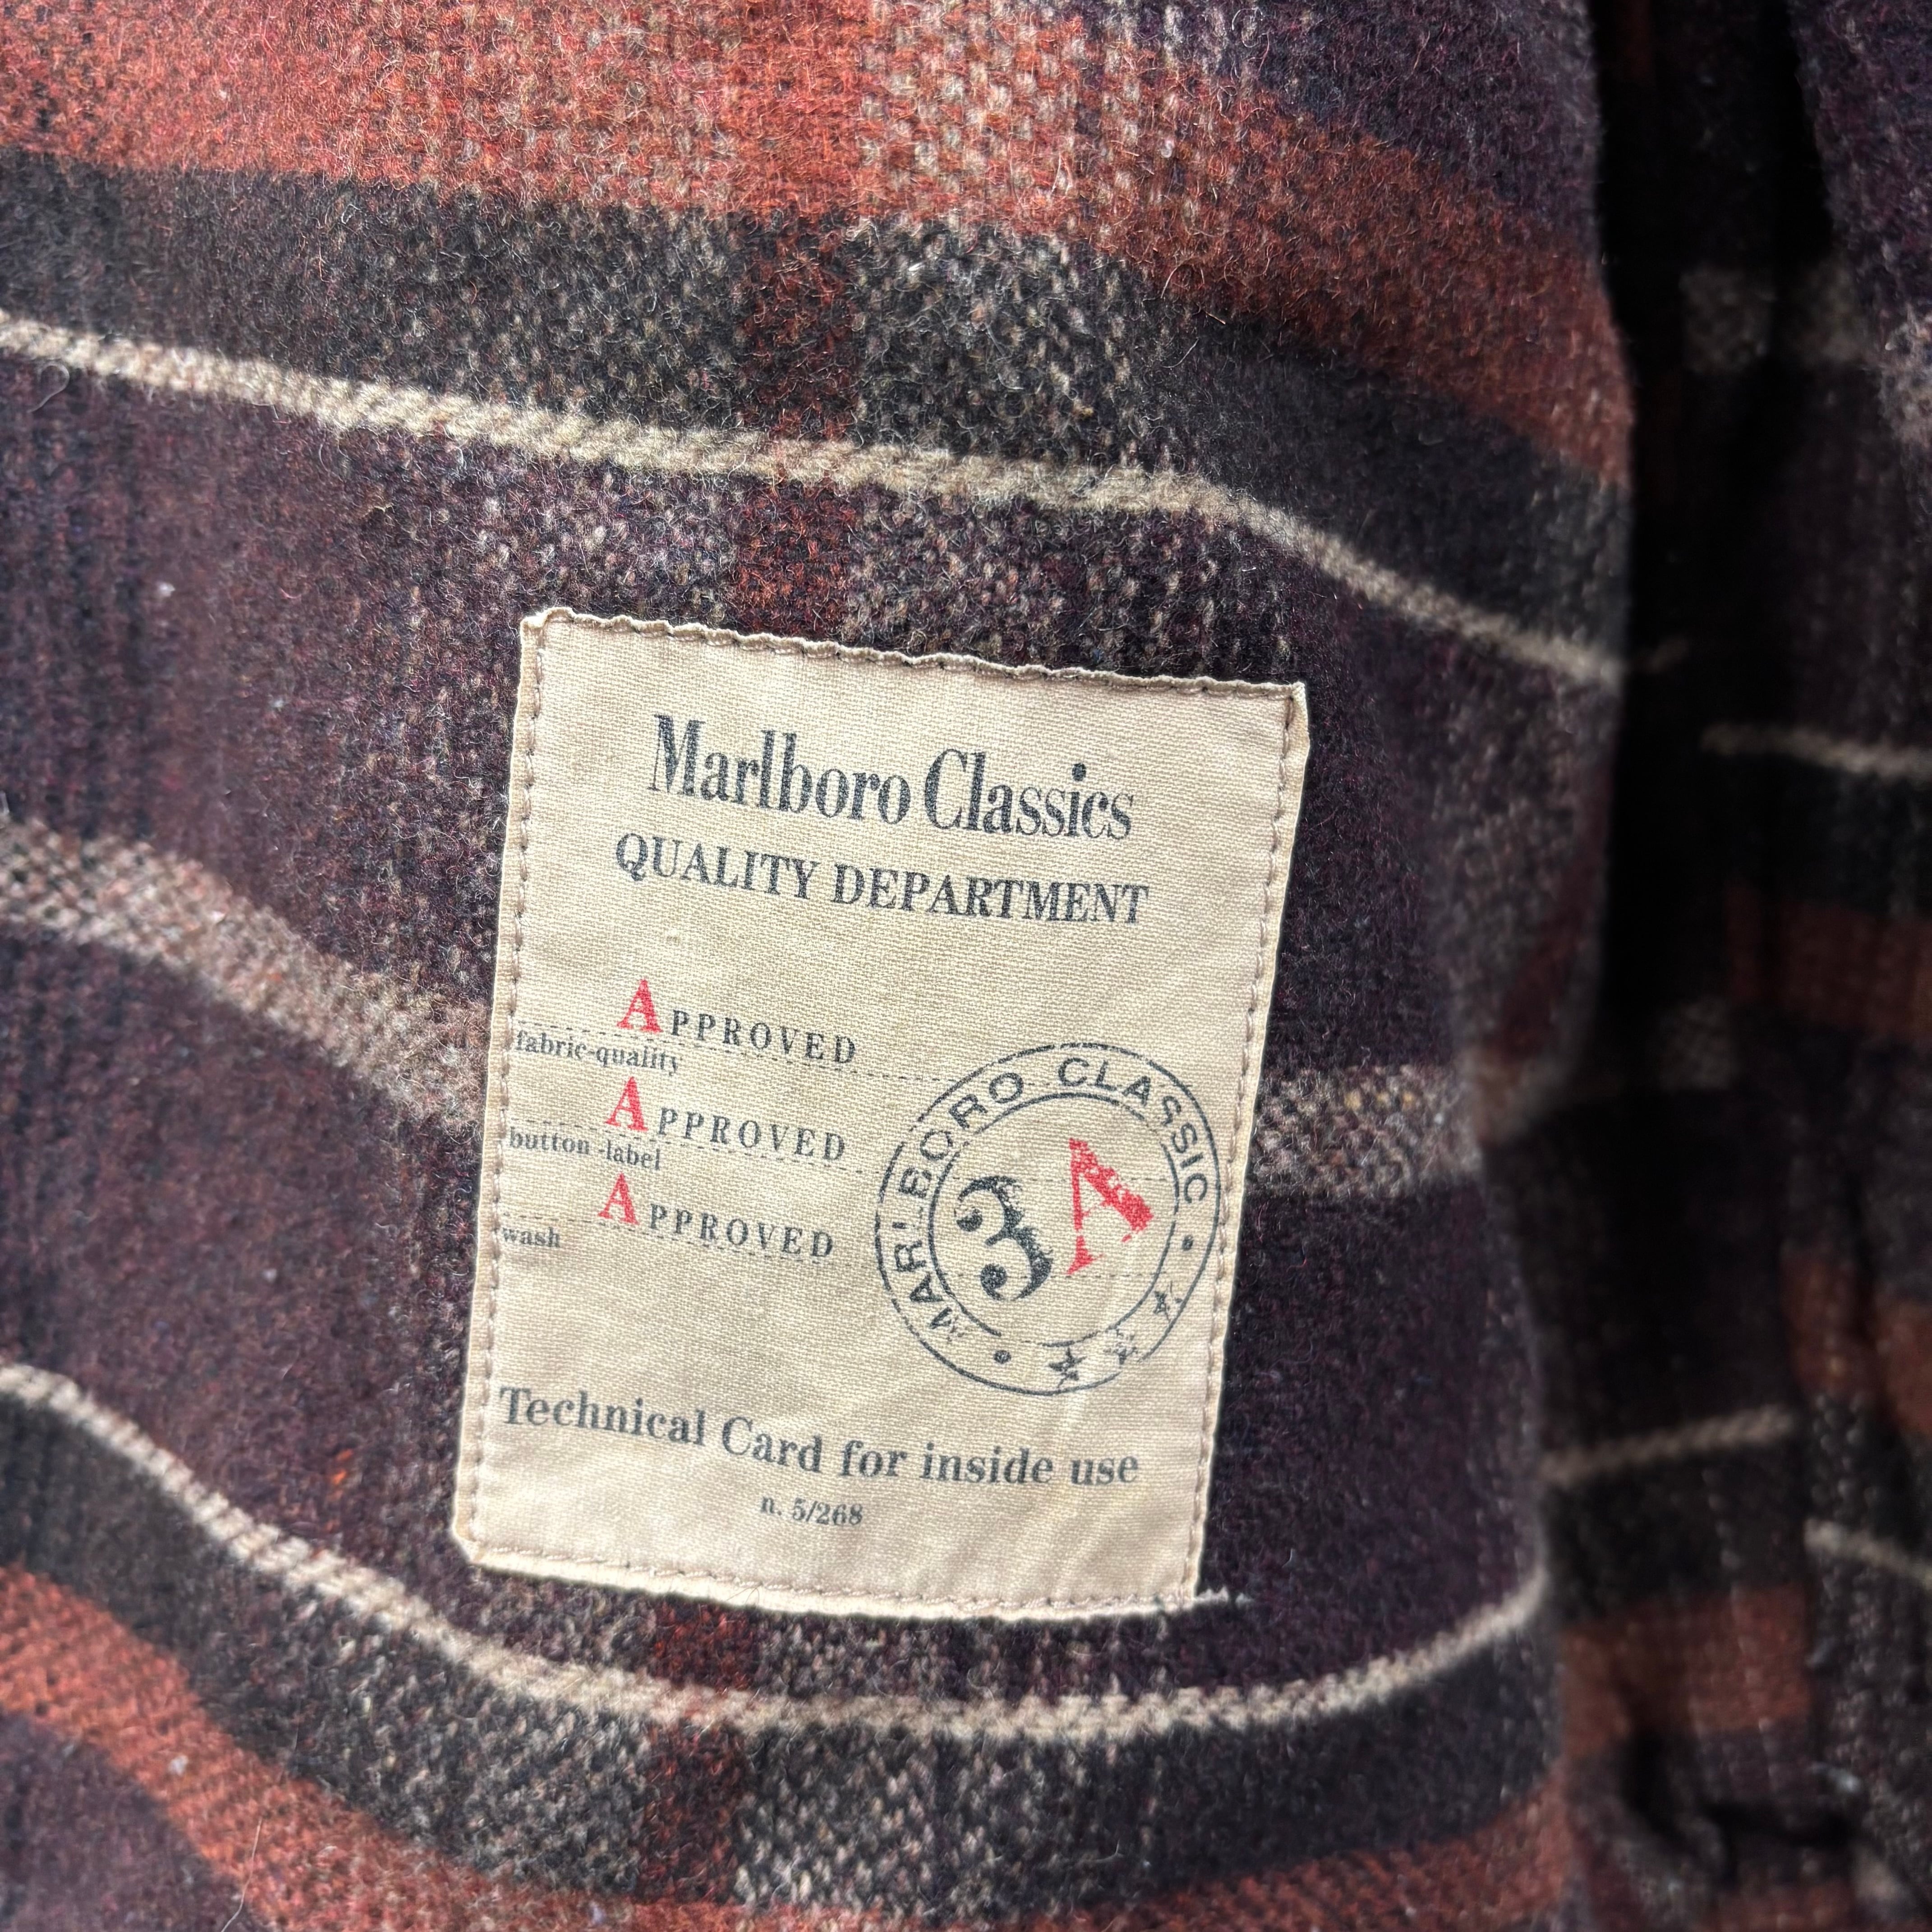 Marlboro Classics
QUALITY DEPARTMENT
APPROVED
fabric-quality
APPROVED
button -label
APPROVED
wash
MARLBORO CLASSIC
3 A
Technical Card for inside use
n. 5/268